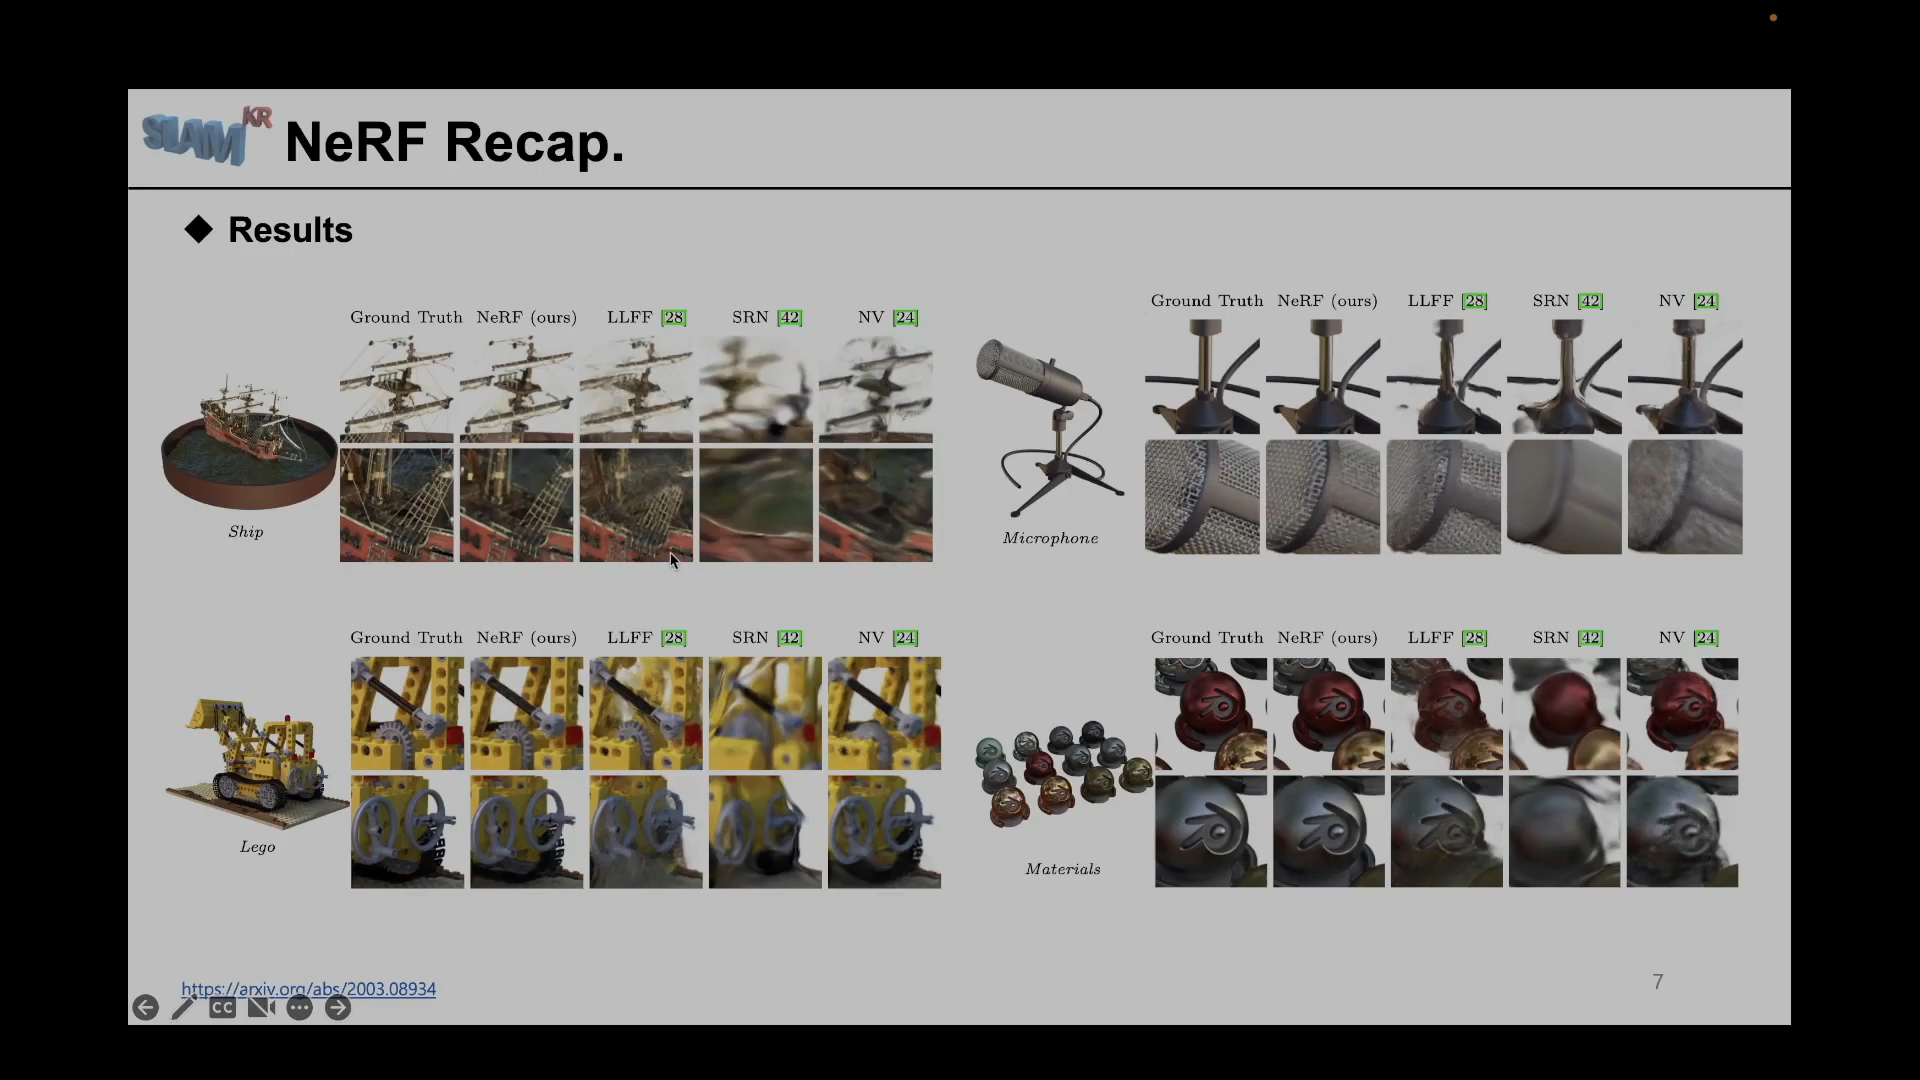 SLAM KR
NeRF Recap.
◆ Results
Ground Truth NeRF (ours) LLFF [28] SRN [42] NV [24]
Ship
Ground Truth NeRF (ours) LLFF [28] SRN [42] NV [24]
Microphone
Ground Truth NeRF (ours) LLFF [28] SRN [42] NV [24]
Lego
Ground Truth NeRF (ours) LLFF [28] SRN [42] NV [24]
Materials
https://arxiv.org/abs/2003.08934
7
CC